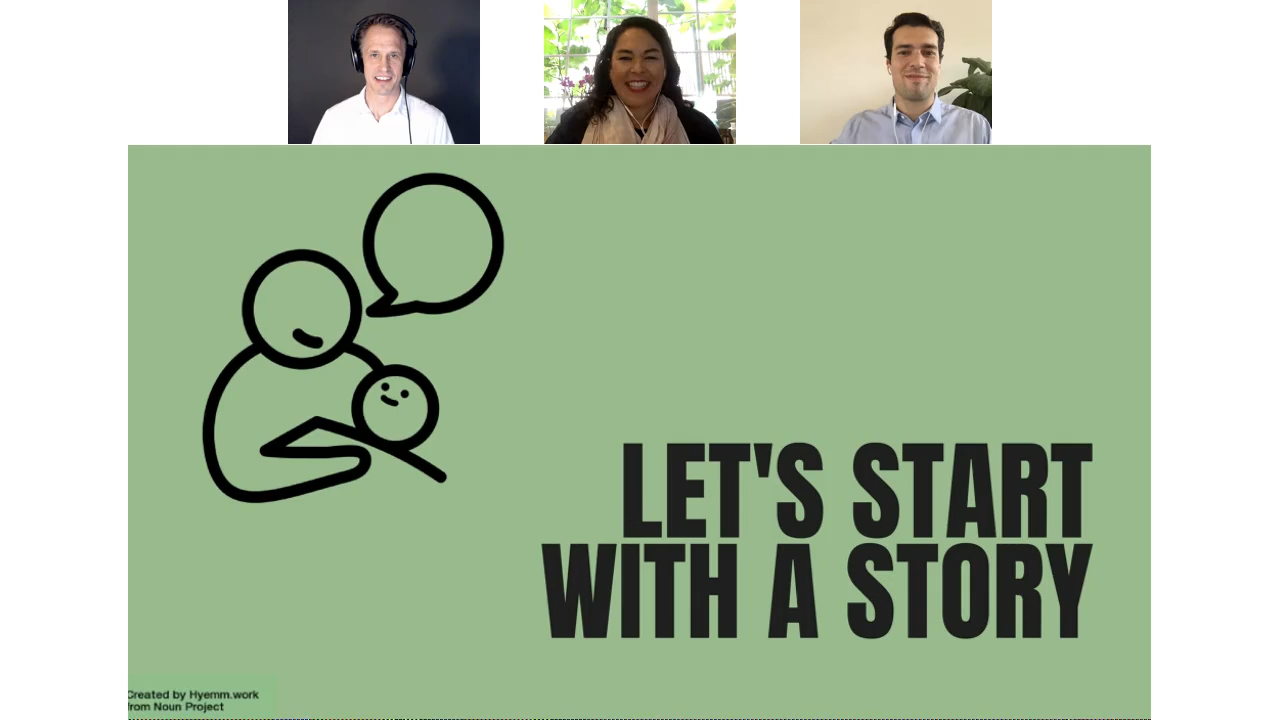 LET'S START
WITH A STORY
Created by Hyemm.work
from Noun Project